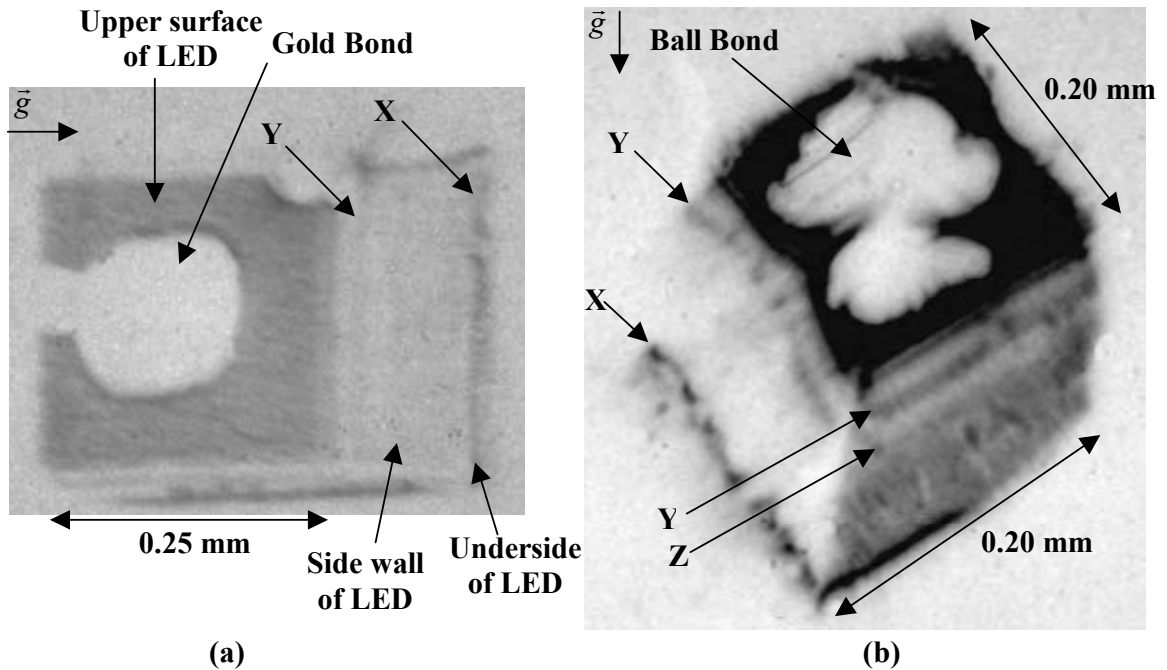 Upper surface
of LED
Gold Bond
g
Y
X
0.25 mm
Side wall
of LED
Underside
of LED
(a)
g
Ball Bond
0.20 mm
Y
X
Y
Z
0.20 mm
(b)